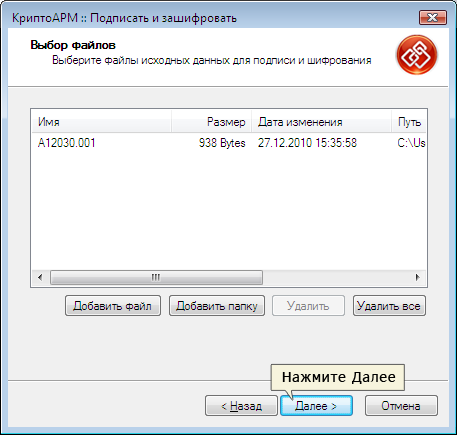 КриптоАРМ :: Подписать и зашифровать
Выбор файлов
Выберите файлы исходных данных для подписи и шифрования
Имя Размер Дата изменения Путь
A12030.001 938 Bytes 27.12.2010 15:35:58 C:\Us
Добавить файл Добавить папку Удалить Удалить все
Нажмите Далее
< Назад Далее > Отмена